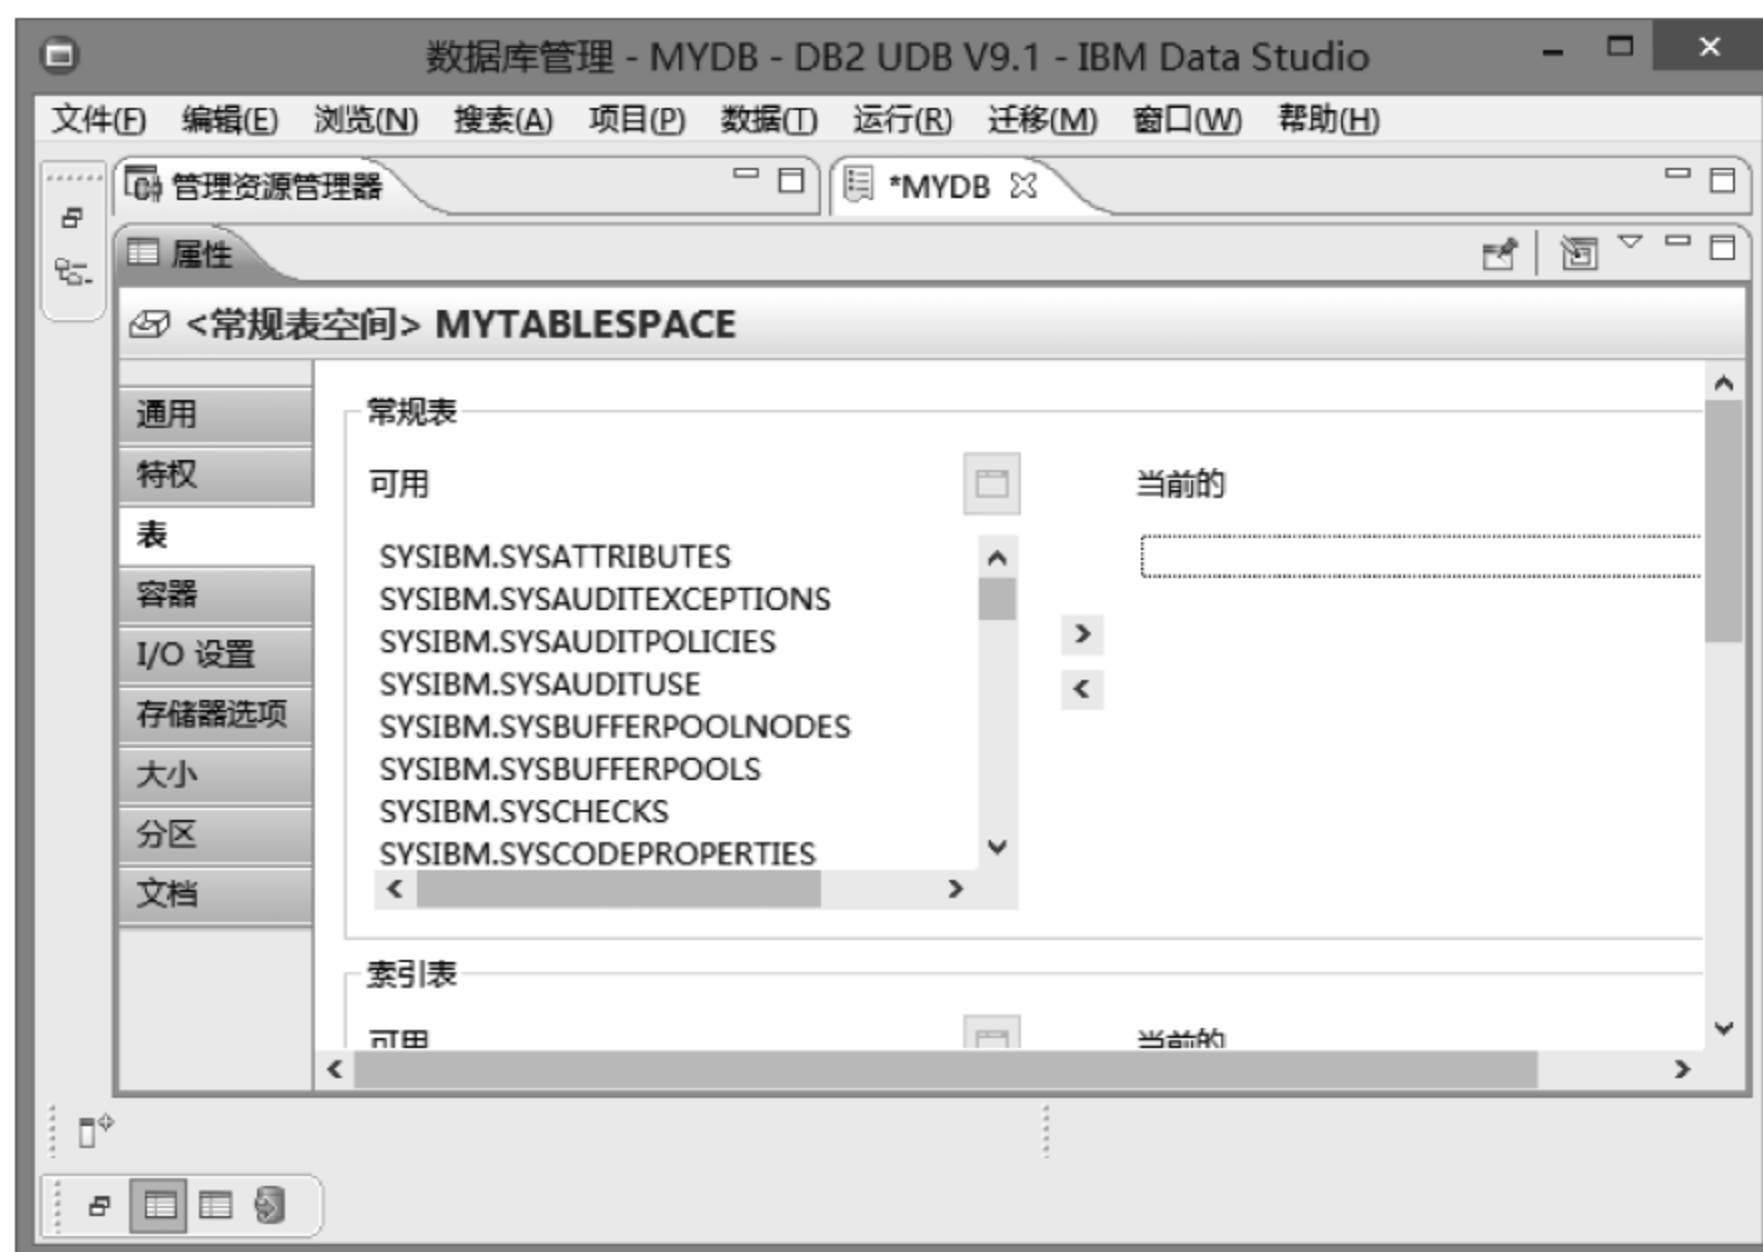 数据库管理 - MYDB - DB2 UDB V9.1 - IBM Data Studio
文件(F) 编辑(E) 浏览(N) 搜索(A) 项目(P) 数据(T) 运行(R) 迁移(M) 窗口(W) 帮助(H)
管理资源管理器
*MYDB
属性
<常规表空间> MYTABLESPACE
通用
特权
表
容器
I/O 设置
存储器选项
大小
分区
文档
常规表
可用
当前的
SYSIBM.SYSATTRIBUTES
SYSIBM.SYSAUDITEXCEPTIONS
SYSIBM.SYSAUDITPOLICIES
SYSIBM.SYSAUDITUSE
SYSIBM.SYSBUFFERPOOLNODES
SYSIBM.SYSBUFFERPOOLS
SYSIBM.SYSCHECKS
SYSIBM.SYSCODEPROPERTIES
索引表
可用
当前的